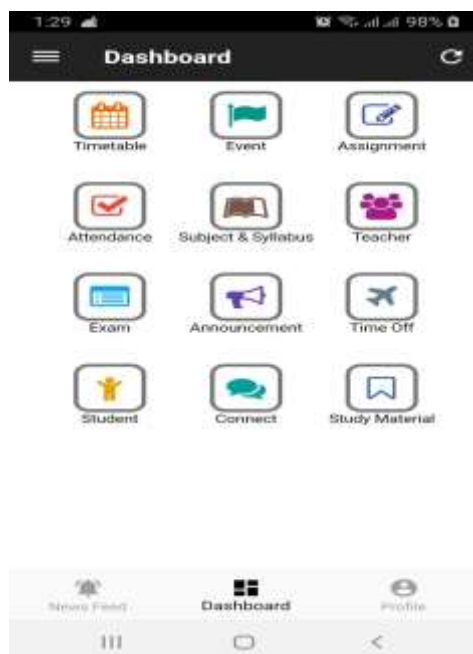 1:29 98%
Dashboard
Timetable Event Assignment
Attendance Subject & Syllabus Teacher
Exam Announcement Time Off
Student Connect Study Material
News Feed Dashboard Profile